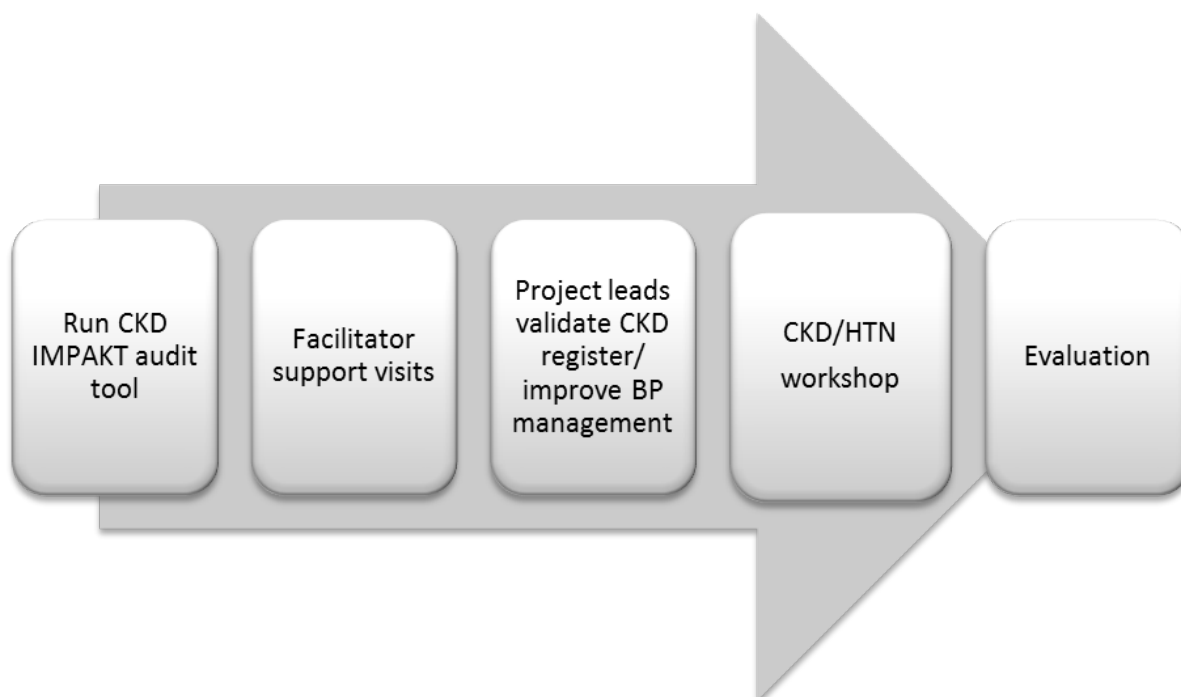 Run CKD
IMPAKT audit
tool
Facilitator
support visits
Project leads
validate CKD
register/
improve BP
management
CKD/HTN
workshop
Evaluation